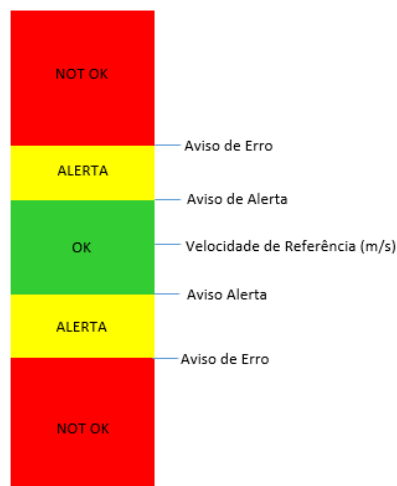 NOT OK
Aviso de Erro
ALERTA
Aviso de Alerta
OK
Velocidade de Referência (m/s)
Aviso Alerta
ALERTA
Aviso de Erro
NOT OK